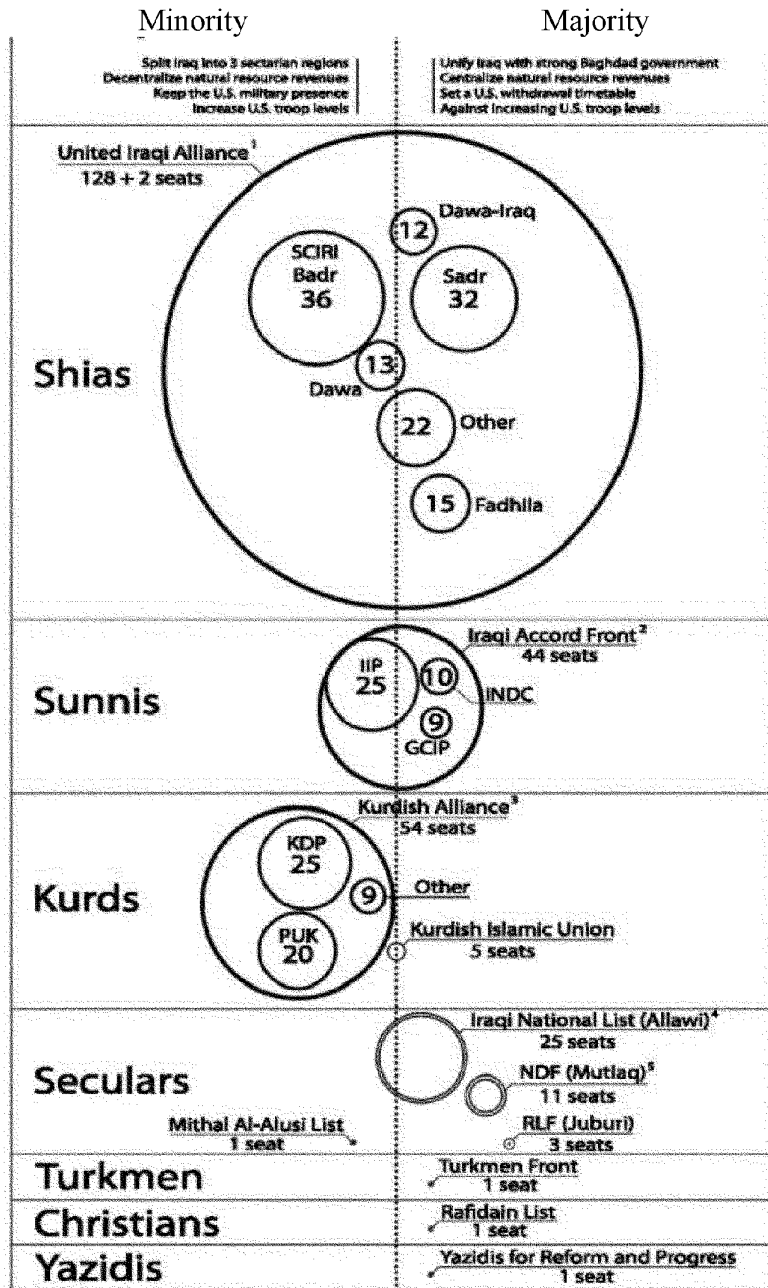 Minority
Majority
Split Iraq into 3 sectarian regions
Decentralize natural resource revenues
Keep the U.S. military presence
Increase U.S. troop levels
Unify Iraq with strong Baghdad government
Centralize natural resource revenues
Set a U.S. withdrawal timetable
Against increasing U.S. troop levels
United Iraqi Alliance¹
128 + 2 seats
Dawa-Iraq
12
SCIRI
Badr
36
Sadr
32
Shias
13
Dawa
22
Other
15
Fadhila
Iraqi Accord Front²
44 seats
IIP
25
10
INDC
Sunnis
9
GCIP
Kurdish Alliance³
54 seats
KDP
25
Kurds
9
Other
PUK
20
Kurdish Islamic Union
5 seats
Iraqi National List (Allawi)⁴
25 seats
Seculars
NDF (Mutlaq)⁵
11 seats
Mithal Al-Alusi List
1 seat
RLF (Juburi)
3 seats
Turkmen
Turkmen Front
1 seat
Christians
Rafidain List
1 seat
Yazidis
Yazidis for Reform and Progress
1 seat